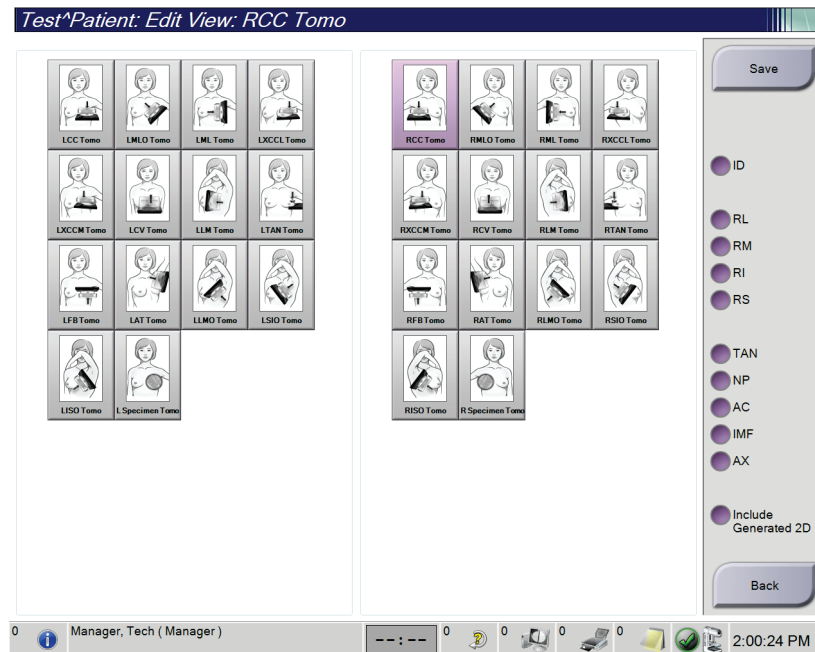 Test^Patient: Edit View: RCC Tomo
LCC Tomo LMLO Tomo LML Tomo LXCCL Tomo
LXCCM Tomo LCV Tomo LLM Tomo LTAN Tomo
LFB Tomo LAT Tomo LLMO Tomo LSIO Tomo
LISO Tomo L Specimen Tomo
RCC Tomo RMLO Tomo RML Tomo RXCCL Tomo
RXCCM Tomo RCV Tomo RLM Tomo RTAN Tomo
RFB Tomo RAT Tomo RLMO Tomo RSIO Tomo
RISO Tomo R Specimen Tomo
Save
ID
RL
RM
RI
RS
TAN
NP
AC
IMF
AX
Include
Generated 2D
Back
0 Manager, Tech ( Manager ) --:-- 0 0 0 0 2:00:24 PM